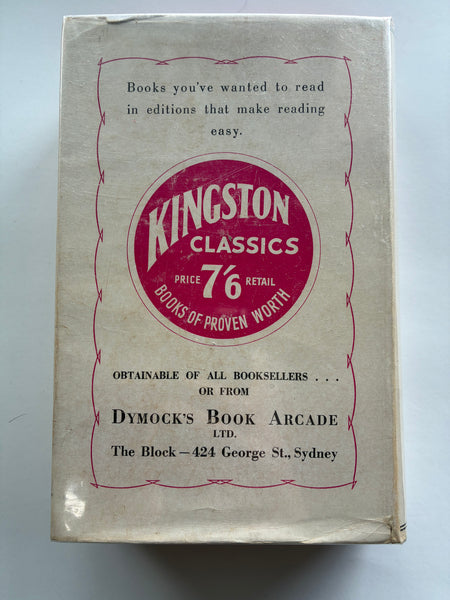 Books you've wanted to read
in editions that make reading
easy.
KINGSTON
CLASSICS
PRICE 7'6 RETAIL
BOOKS OF PROVEN WORTH
OBTAINABLE OF ALL BOOKSELLERS . . .
OR FROM
DYMOCK'S BOOK ARCADE
LTD.
The Block — 424 George St., Sydney